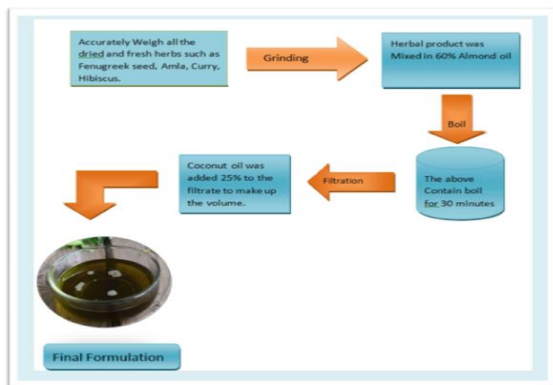 Accurately Weigh all the
dried and fresh herbs such as
Fenugreek seed, Amla, Curry,
Hibiscus.
Grinding
Herbal product was
Mixed in 60% Almond oil
Boil
The above
Contain boil
for 30 minutes
Filtration
Coconut oil was
added 25% to the
filtrate to make up
the volume.
Final Formulation